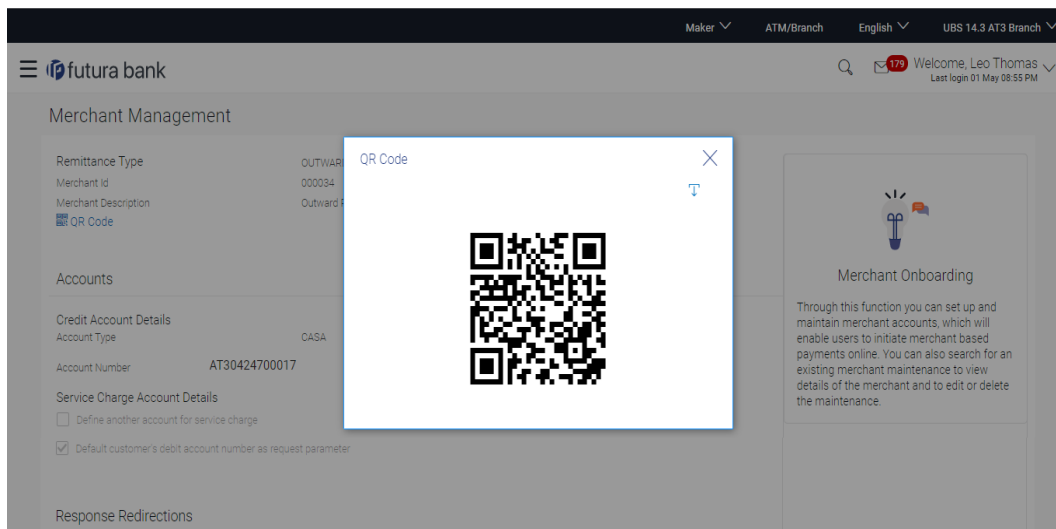 Maker ATM/Branch English UBS 14.3 AT3 Branch
futura bank
179 Welcome, Leo Thomas
Last login 01 May 08:55 PM
Merchant Management
Remittance Type OUTWAR
Merchant Id 000034
Merchant Description Outward
QR Code
Accounts
Credit Account Details
Account Type CASA
Account Number AT30424700017
Service Charge Account Details
Define another account for service charge
Default customer's debit account number as request parameter
Response Redirections
QR Code
Merchant Onboarding
Through this function you can set up and
maintain merchant accounts, which will
enable users to initiate merchant based
payments online. You can also search for an
existing merchant maintenance to view
details of the merchant and to edit or delete
the maintenance.